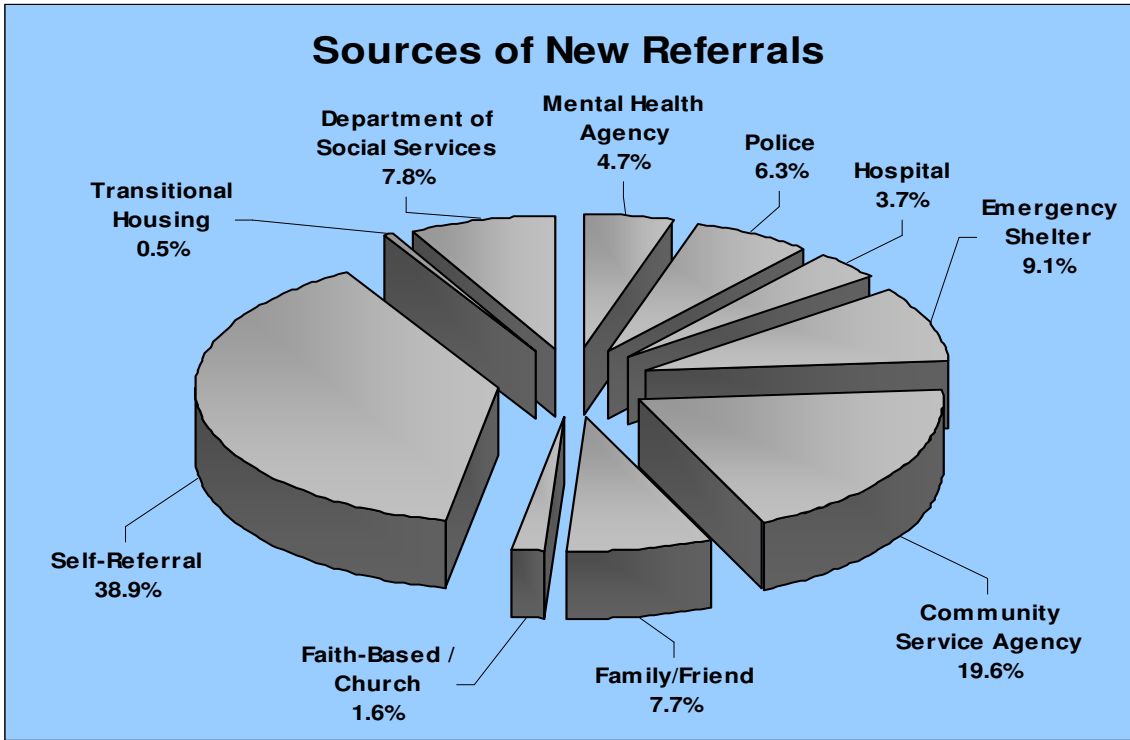 Sources of New Referrals
Mental Health
Agency
4.7%
Police
6.3%
Hospital
3.7%
Emergency
Shelter
9.1%
Community
Service Agency
19.6%
Family/Friend
7.7%
Faith-Based /
Church
1.6%
Self-Referral
38.9%
Transitional
Housing
0.5%
Department of
Social Services
7.8%